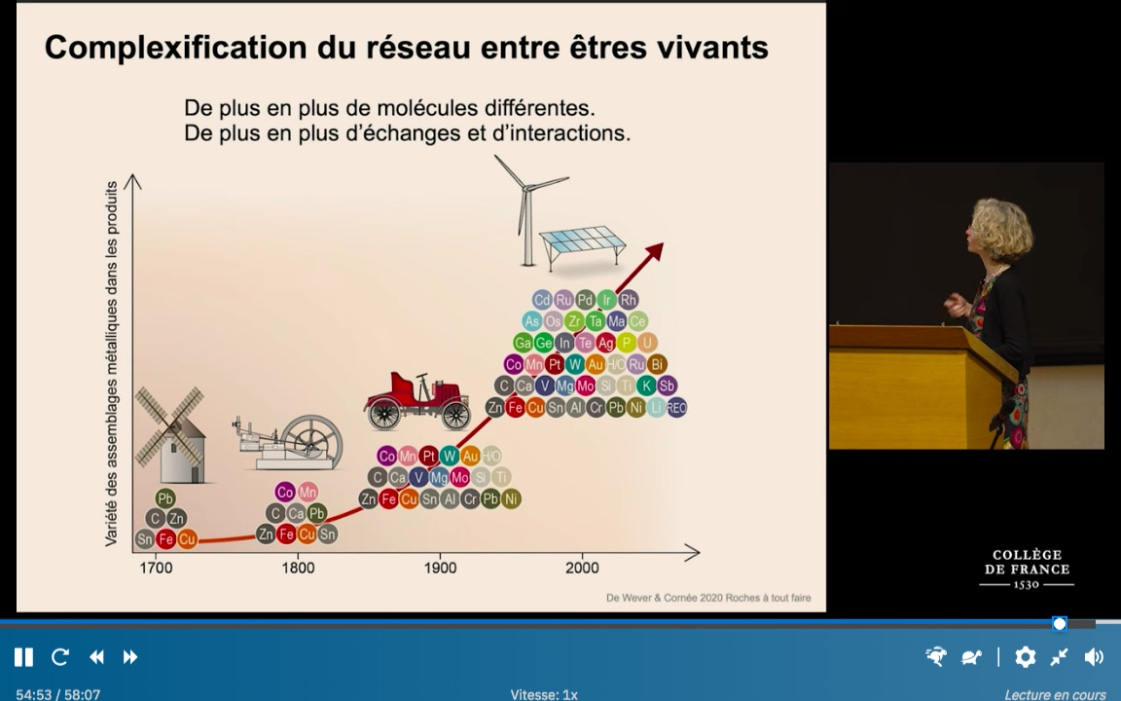 Complexification du réseau entre êtres vivants
De plus en plus de molécules différentes.
De plus en plus d'échanges et d'interactions.
Variété des assemblages métalliques dans les produits
Cd Ru Pd Ir Rh
As Os Zr Ta Ma Ce
Ga Ge In Te Ag P U
Co Mn Pt W Au H/O Ru Bi
C Ca V Mg Mo Si Ti K Sb
Zn Fe Cu Sn Al Cr Pb Ni Li REO
Co Mn Pt W Au H/O
C Ca V Mg Mo Si Ti
Zn Fe Cu Sn Al Cr Pb Ni
Co Mn
C Ca Pb
Zn Fe Cu Sn
Pb
C Zn
Sn Fe Cu
1700 1800 1900 2000
De Wever & Cornée 2020 Roches à tout faire
COLLÈGE
DE FRANCE
1530
54:53 / 58:07
Vitesse: 1x
Lecture en cours